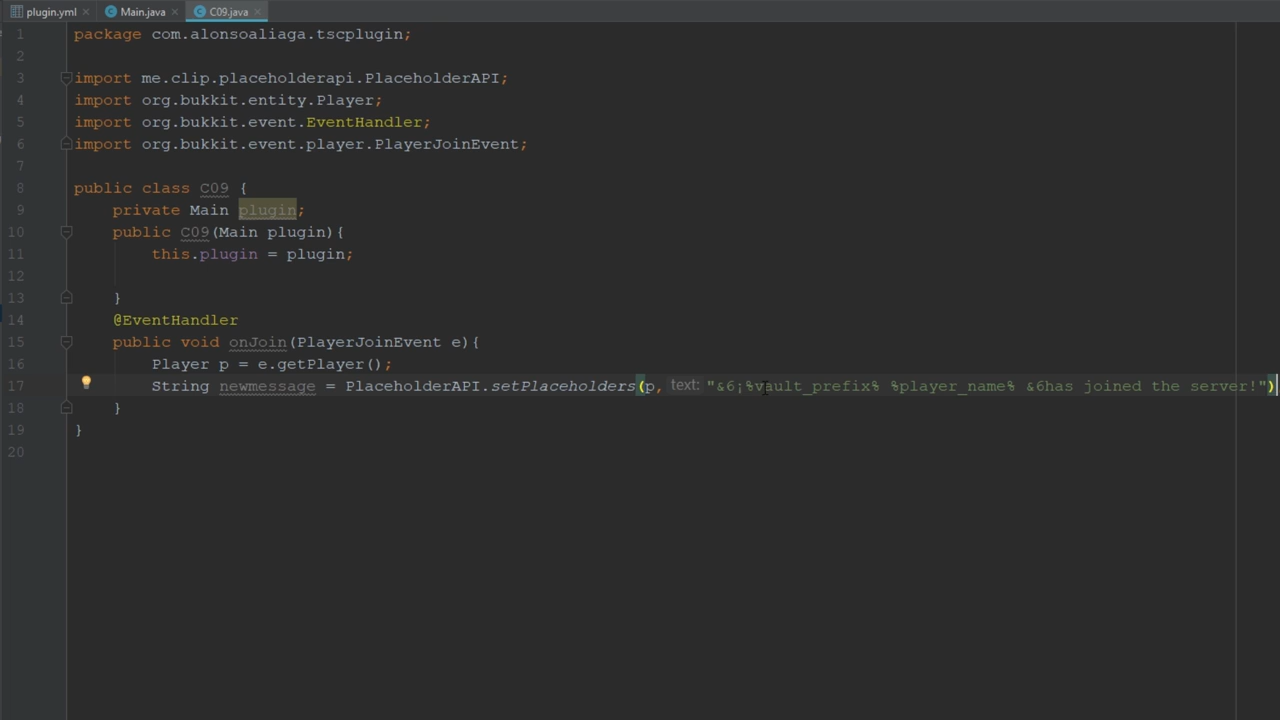 plugin.yml Main.java C09.java
1 package com.alonsoaliaga.tscplugin;
2
3 import me.clip.placeholderapi.PlaceholderAPI;
4 import org.bukkit.entity.Player;
5 import org.bukkit.event.EventHandler;
6 import org.bukkit.event.player.PlayerJoinEvent;
7
8 public class C09 {
9 private Main plugin;
10 public C09(Main plugin){
11 this.plugin = plugin;
12
13 }
14 @EventHandler
15 public void onJoin(PlayerJoinEvent e){
16 Player p = e.getPlayer();
17 String newmessage = PlaceholderAPI.setPlaceholders(p, text: "&6¡%vault_prefix% %player_name% &6has joined the server!")
18 }
19 }
20